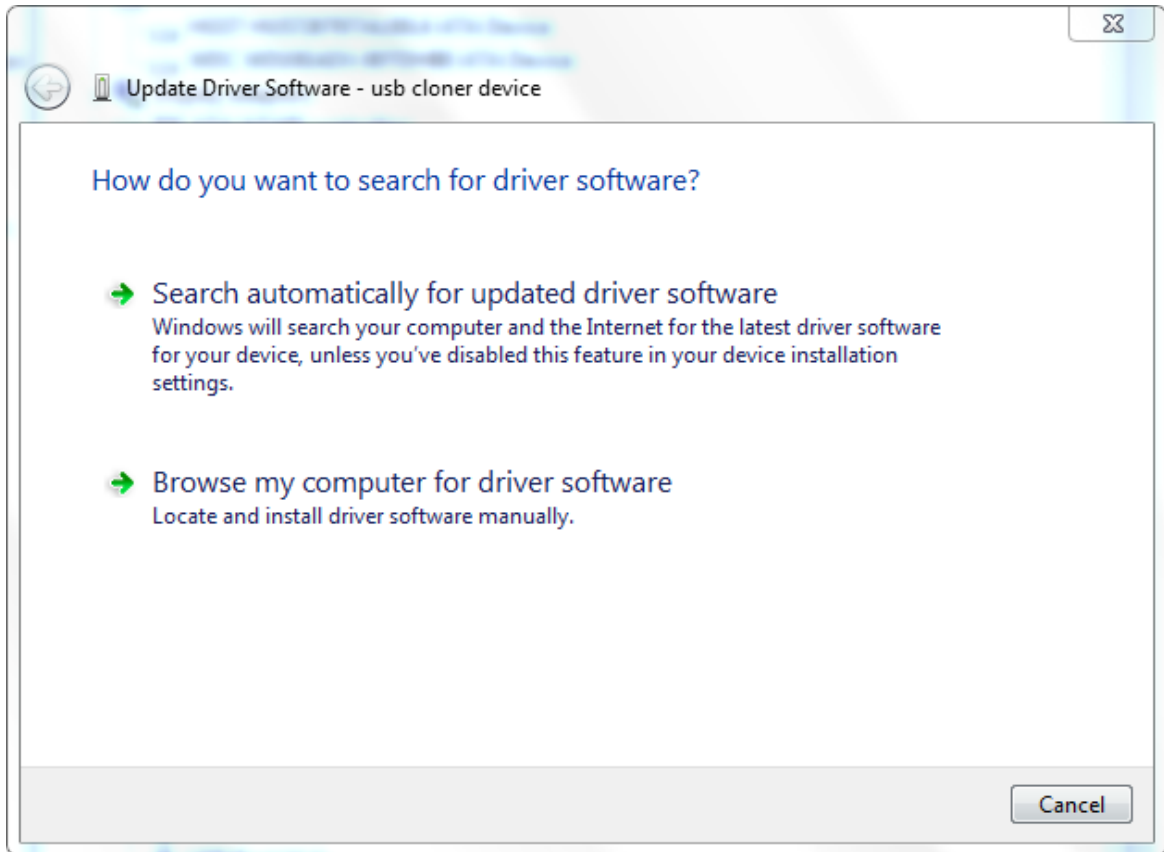 Update Driver Software - usb cloner device
How do you want to search for driver software?
Search automatically for updated driver software
Windows will search your computer and the Internet for the latest driver software
for your device, unless you've disabled this feature in your device installation
settings.
Browse my computer for driver software
Locate and install driver software manually.
Cancel